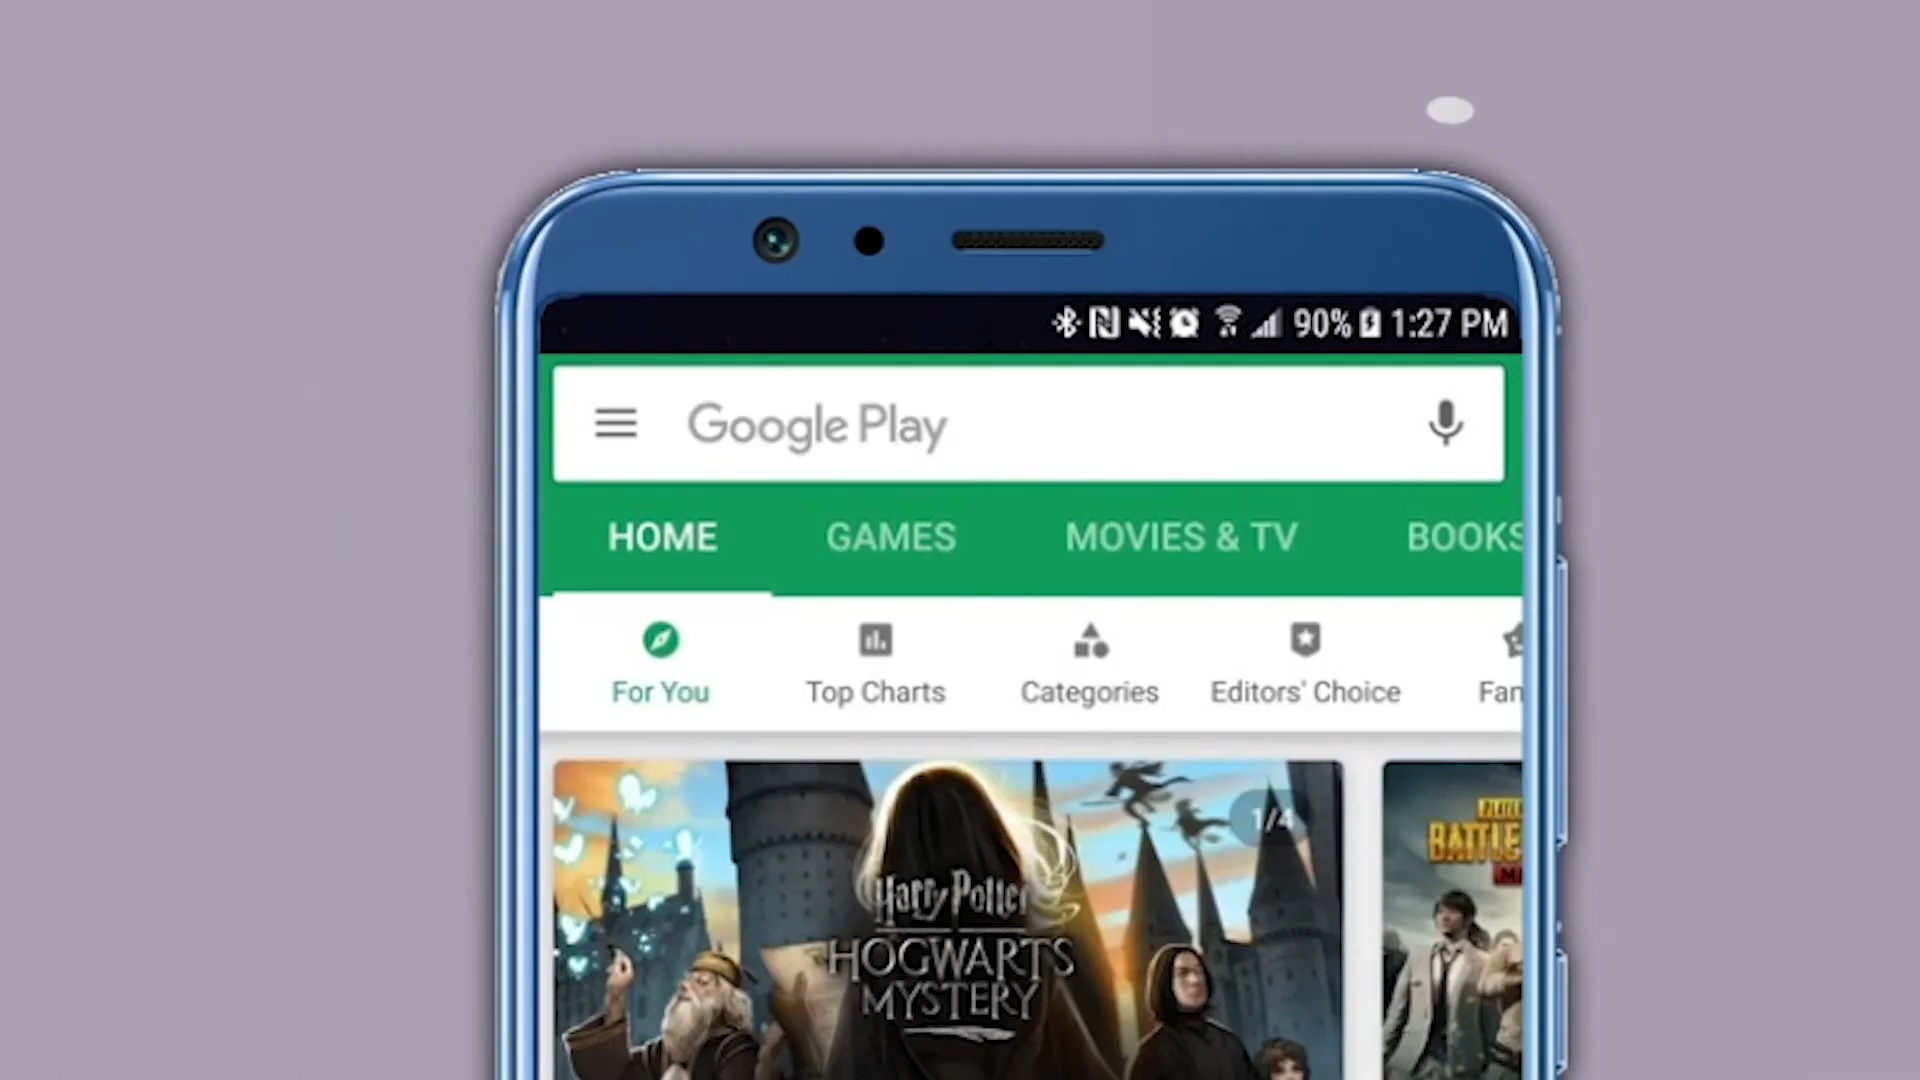 90% 1:27 PM
Google Play
HOME GAMES MOVIES & TV BOOKS
For You Top Charts Categories Editors' Choice Fan
1/4
Harry Potter
HOGWARTS
MYSTERY
BATTLE